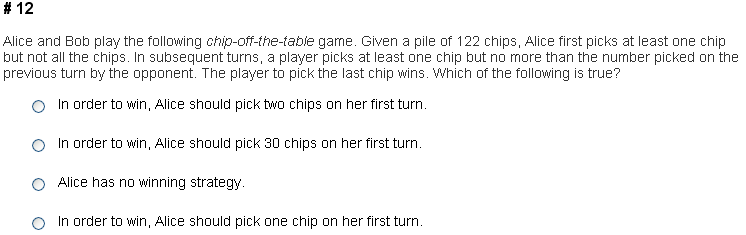 # 12
Alice and Bob play the following chip-off-the-table game. Given a pile of 122 chips, Alice first picks at least one chip
but not all the chips. In subsequent turns, a player picks at least one chip but no more than the number picked on the
previous turn by the opponent. The player to pick the last chip wins. Which of the following is true?
In order to win, Alice should pick two chips on her first turn.
In order to win, Alice should pick 30 chips on her first turn.
Alice has no winning strategy.
In order to win, Alice should pick one chip on her first turn.